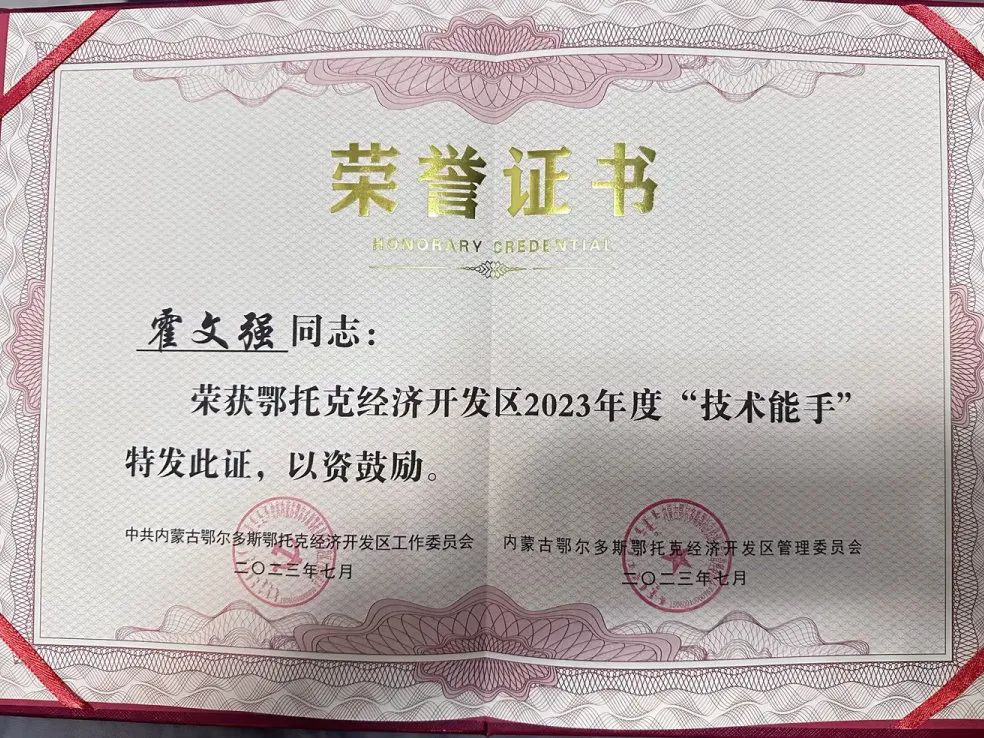 荣誉证书
HONORARY CREDENTIAL
霍文强同志：
荣获鄂托克经济开发区2023年度“技术能手”
特发此证，以资鼓励。
中共内蒙古鄂尔多斯鄂托克经济开发区工作委员会
二〇二三年七月
内蒙古鄂尔多斯鄂托克经济开发区管理委员会
二〇二三年七月